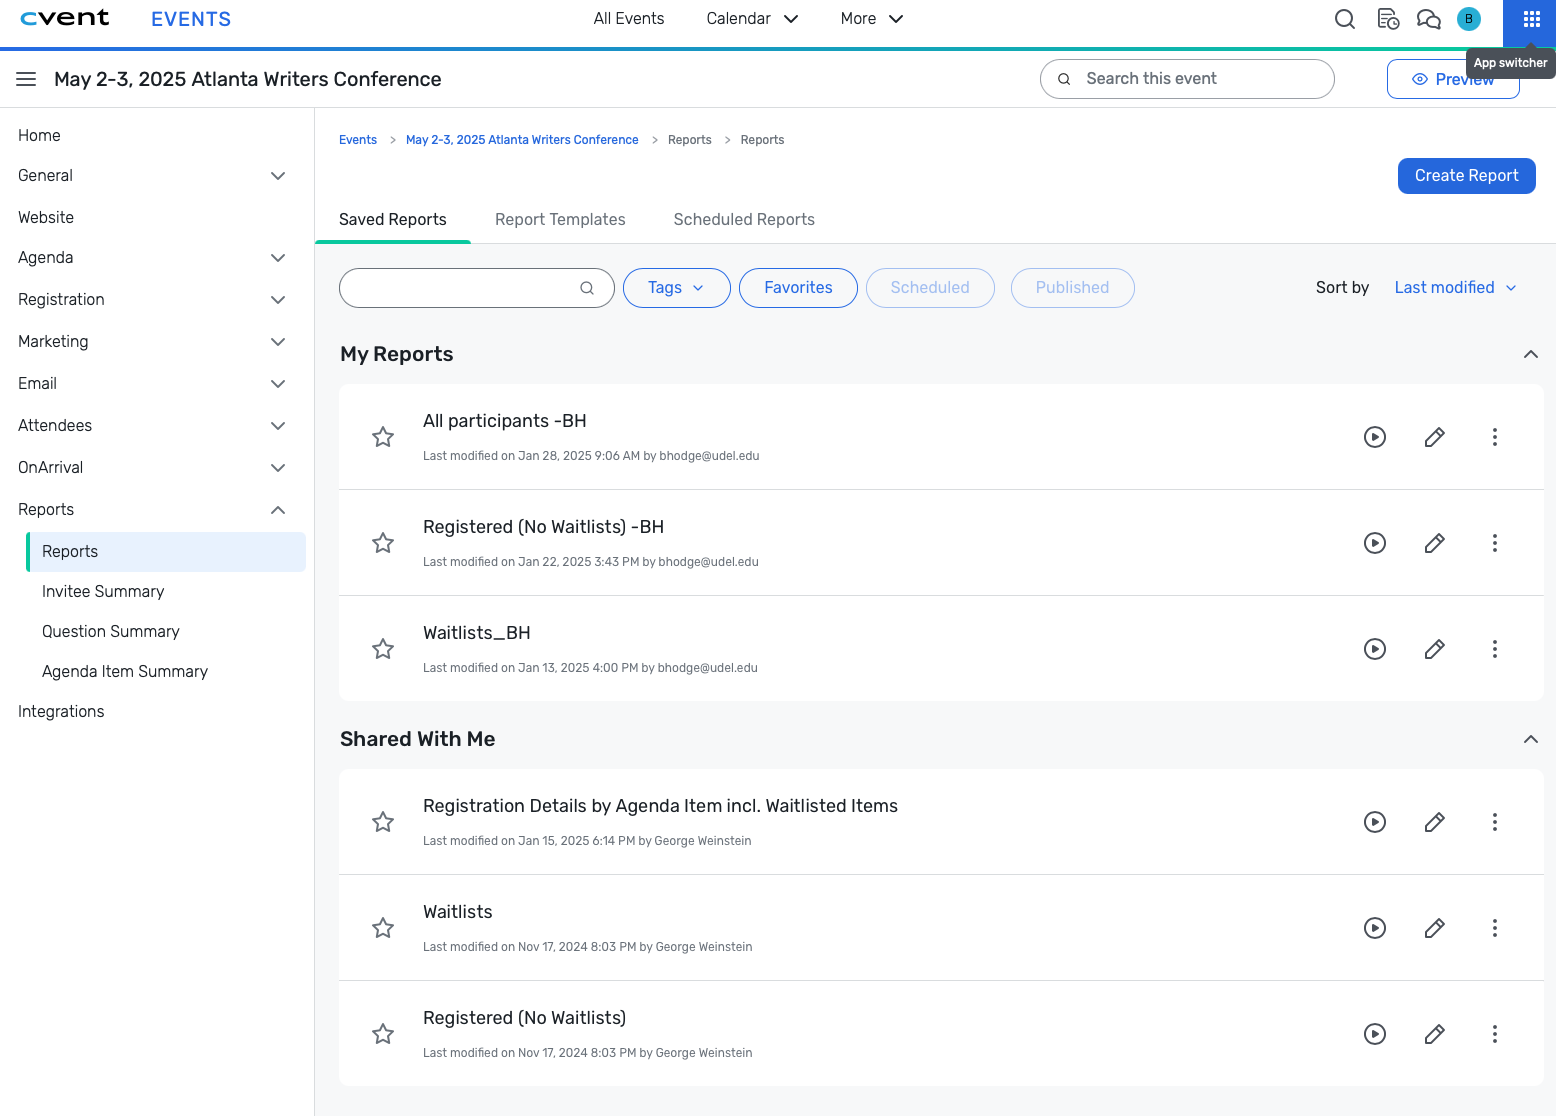 cvent EVENTS All Events Calendar More B
App switcher
May 2-3, 2025 Atlanta Writers Conference Search this event Preview
Home
General
Website
Agenda
Registration
Marketing
Email
Attendees
OnArrival
Reports
Reports
Invitee Summary
Question Summary
Agenda Item Summary
Integrations
Events > May 2-3, 2025 Atlanta Writers Conference > Reports > Reports
Create Report
Saved Reports Report Templates Scheduled Reports
Tags Favorites Scheduled Published Sort by Last modified
My Reports
All participants -BH
Last modified on Jan 28, 2025 9:06 AM by bhodge@udel.edu
Registered (No Waitlists) -BH
Last modified on Jan 22, 2025 3:43 PM by bhodge@udel.edu
Waitlists_BH
Last modified on Jan 13, 2025 4:00 PM by bhodge@udel.edu
Shared With Me
Registration Details by Agenda Item incl. Waitlisted Items
Last modified on Jan 15, 2025 6:14 PM by George Weinstein
Waitlists
Last modified on Nov 17, 2024 8:03 PM by George Weinstein
Registered (No Waitlists)
Last modified on Nov 17, 2024 8:03 PM by George Weinstein